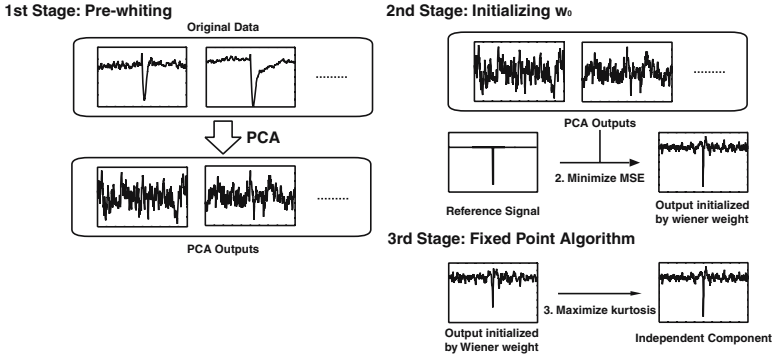 1st Stage: Pre-whiting
Original Data
.........
PCA
.........
PCA Outputs
2nd Stage: Initializing w₀
.........
PCA Outputs
2. Minimize MSE
Reference Signal
Output initialized
by wiener weight
3rd Stage: Fixed Point Algorithm
3. Maximize kurtosis
Output initialized
by Wiener weight
Independent Component